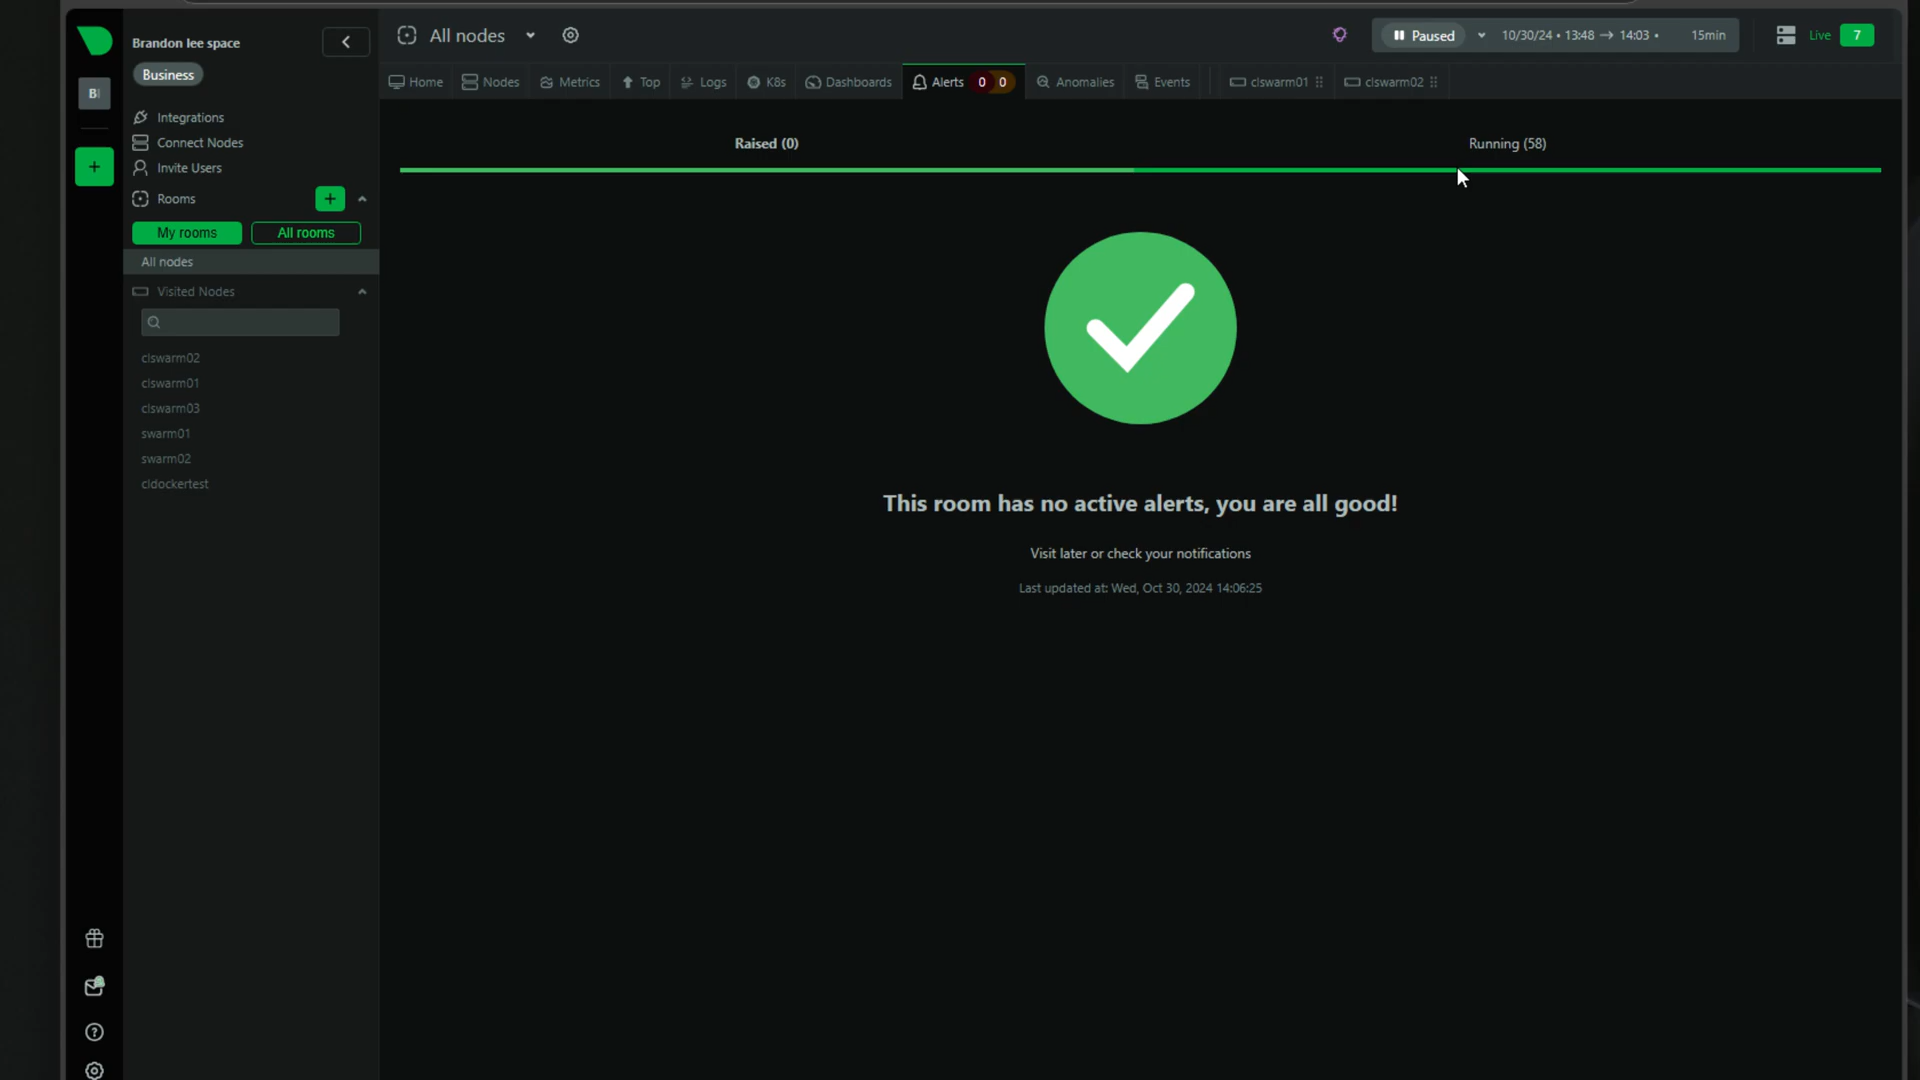 Brandon lee space
Business
BI
Integrations
Connect Nodes
Invite Users
Rooms
+
My rooms
All rooms
All nodes
Visited Nodes
clswarm02
clswarm01
clswarm03
swarm01
swarm02
cldockertest
All nodes
Paused
10/30/24 • 13:48 → 14:03 •
15min
Live
7
Home
Nodes
Metrics
Top
Logs
K8s
Dashboards
Alerts
0
0
Anomalies
Events
clswarm01
clswarm02
Raised (0)
Running (58)
This room has no active alerts, you are all good!
Visit later or check your notifications
Last updated at: Wed, Oct 30, 2024 14:06:25